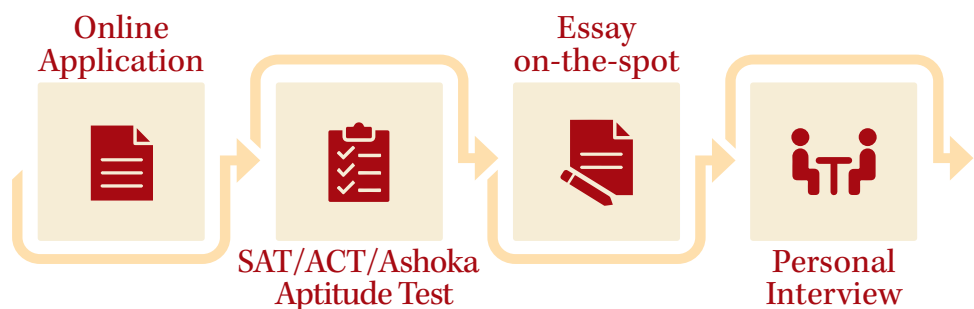 Online
Application
SAT/ACT/Ashoka
Aptitude Test
Essay
on-the-spot
Personal
Interview